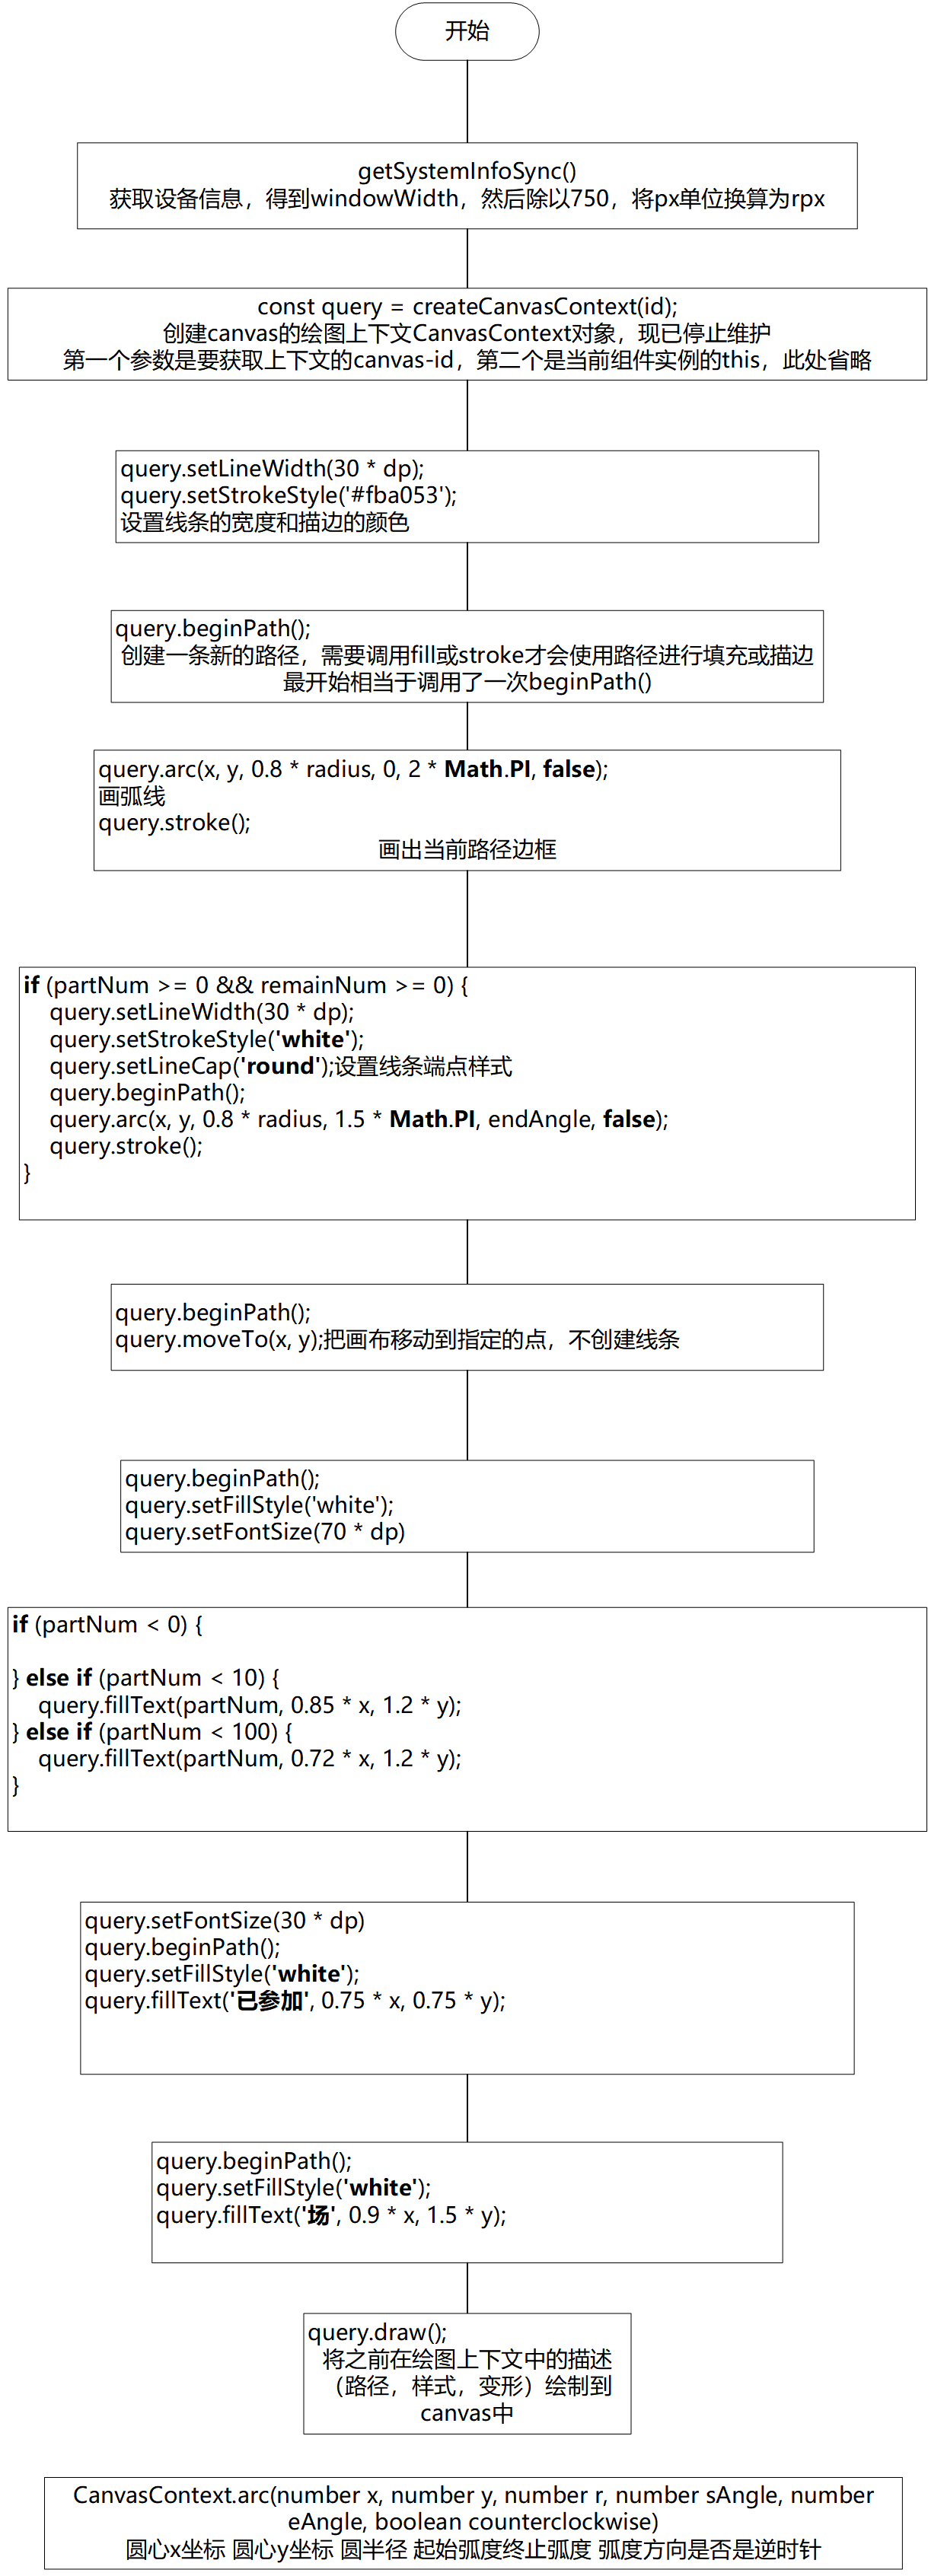 开始
getSystemInfoSync()
获取设备信息，得到windowWidth，然后除以750，将px单位换算为rpx
const query = createCanvasContext(id);
创建canvas的绘图上下文CanvasContext对象，现已停止维护
第一个参数是要获取上下文的canvas-id，第二个是当前组件实例的this，此处省略
query.setLineWidth(30 * dp);
query.setStrokeStyle('#fba053');
设置线条的宽度和描边的颜色
query.beginPath();
创建一条新的路径，需要调用fill或stroke才会使用路径进行填充或描边
最开始相当于调用了一次beginPath()
query.arc(x, y, 0.8 * radius, 0, 2 * Math.PI, false);
画弧线
query.stroke();
画出当前路径边框
if (partNum >= 0 && remainNum >= 0) {
query.setLineWidth(30 * dp);
query.setStrokeStyle('white');
query.setLineCap('round');设置线条端点样式
query.beginPath();
query.arc(x, y, 0.8 * radius, 1.5 * Math.PI, endAngle, false);
query.stroke();
}
query.beginPath();
query.moveTo(x, y);把画布移动到指定的点，不创建线条
query.beginPath();
query.setFillStyle('white');
query.setFontSize(70 * dp)
if (partNum < 0) {
} else if (partNum < 10) {
query.fillText(partNum, 0.85 * x, 1.2 * y);
} else if (partNum < 100) {
query.fillText(partNum, 0.72 * x, 1.2 * y);
}
query.setFontSize(30 * dp)
query.beginPath();
query.setFillStyle('white');
query.fillText('已参加', 0.75 * x, 0.75 * y);
query.beginPath();
query.setFillStyle('white');
query.fillText('场', 0.9 * x, 1.5 * y);
query.draw();
将之前在绘图上下文中的描述
（路径，样式，变形）绘制到
canvas中
CanvasContext.arc(number x, number y, number r, number sAngle, number
eAngle, boolean counterclockwise)
圆心x坐标 圆心y坐标 圆半径 起始弧度终止弧度 弧度方向是否是逆时针